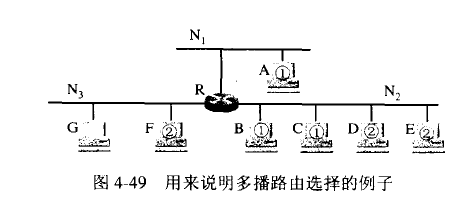 N₁
A ①
N₃
R
N₂
G
F ②
B ①
C ①
D ②
E ②
图 4-49 用来说明多播路由选择的例子